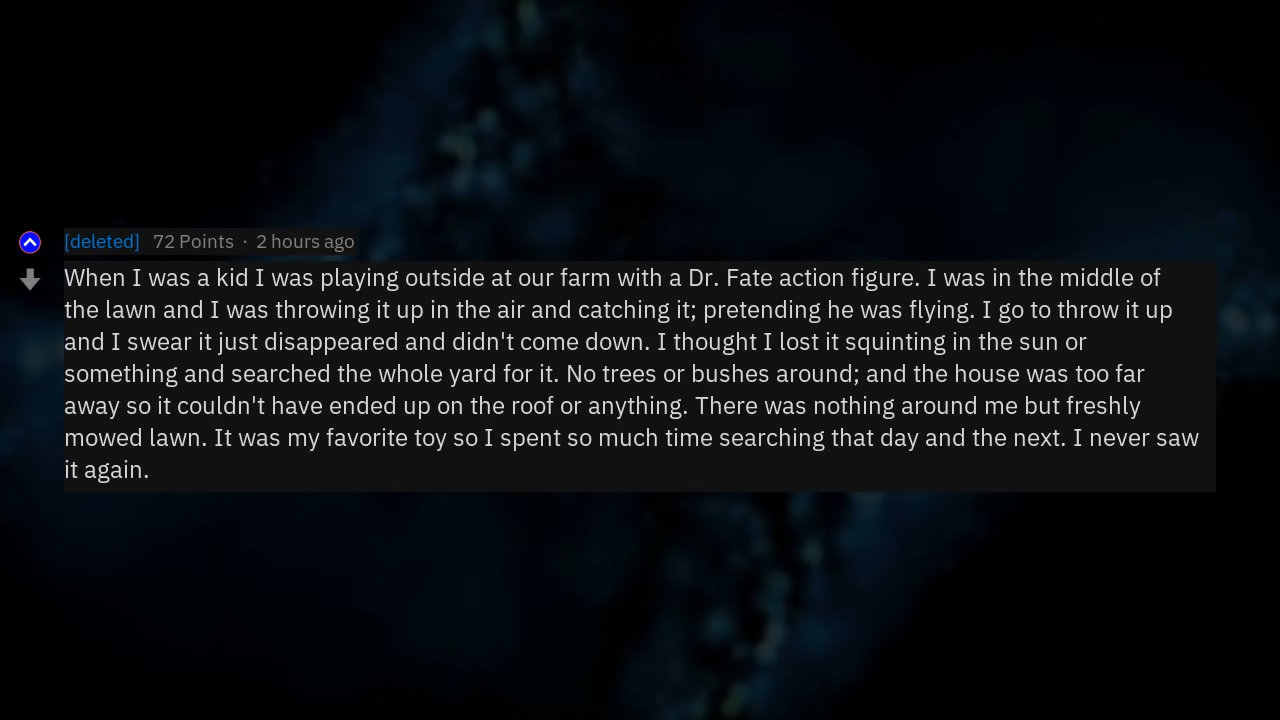 [deleted] 72 Points · 2 hours ago
When I was a kid I was playing outside at our farm with a Dr. Fate action figure. I was in the middle of
the lawn and I was throwing it up in the air and catching it; pretending he was flying. I go to throw it up
and I swear it just disappeared and didn't come down. I thought I lost it squinting in the sun or
something and searched the whole yard for it. No trees or bushes around; and the house was too far
away so it couldn't have ended up on the roof or anything. There was nothing around me but freshly
mowed lawn. It was my favorite toy so I spent so much time searching that day and the next. I never saw
it again.